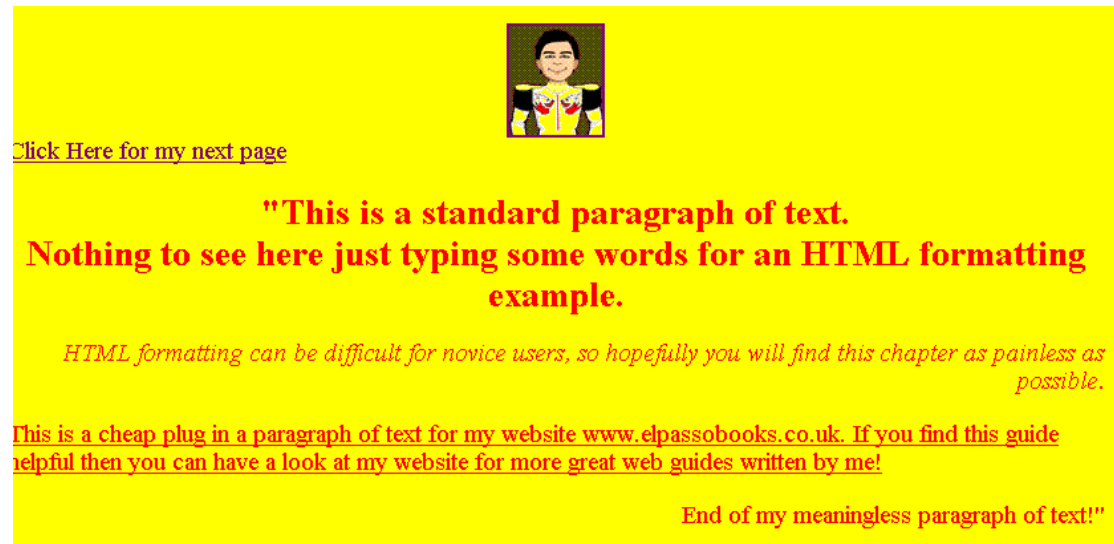 Click Here for my next page
"This is a standard paragraph of text.
Nothing to see here just typing some words for an HTML formatting
example.
HTML formatting can be difficult for novice users, so hopefully you will find this chapter as painless as
possible.
This is a cheap plug in a paragraph of text for my website www.elpassobooks.co.uk. If you find this guide
helpful then you can have a look at my website for more great web guides written by me!
End of my meaningless paragraph of text!"